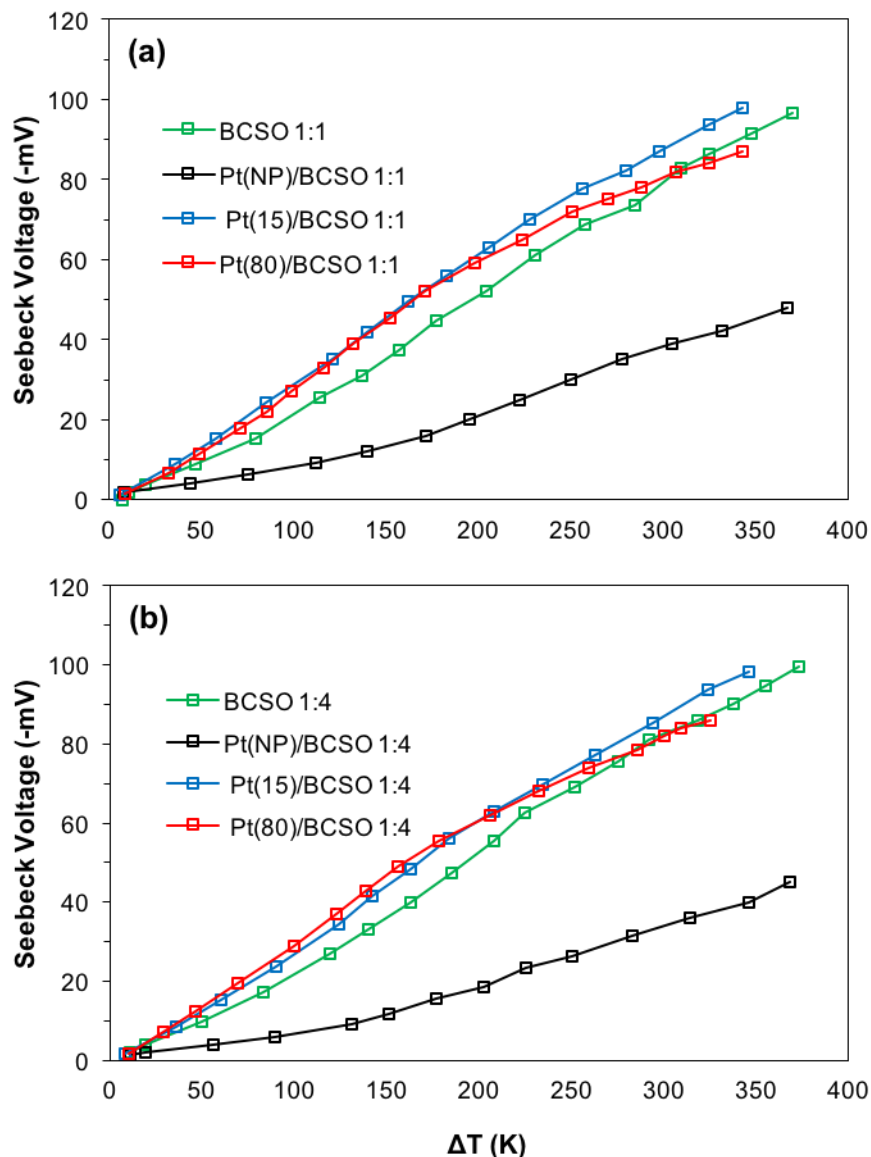 120
(a)
100
BCSO 1:1
80
Pt(NP)/BCSO 1:1
Pt(15)/BCSO 1:1
60
Pt(80)/BCSO 1:1
40
20
0
Seebeck Voltage (-mV)
0 50 100 150 200 250 300 350 400
120
(b)
100
BCSO 1:4
80
Pt(NP)/BCSO 1:4
Pt(15)/BCSO 1:4
60
Pt(80)/BCSO 1:4
40
20
0
Seebeck Voltage (-mV)
0 50 100 150 200 250 300 350 400
ΔT (K)